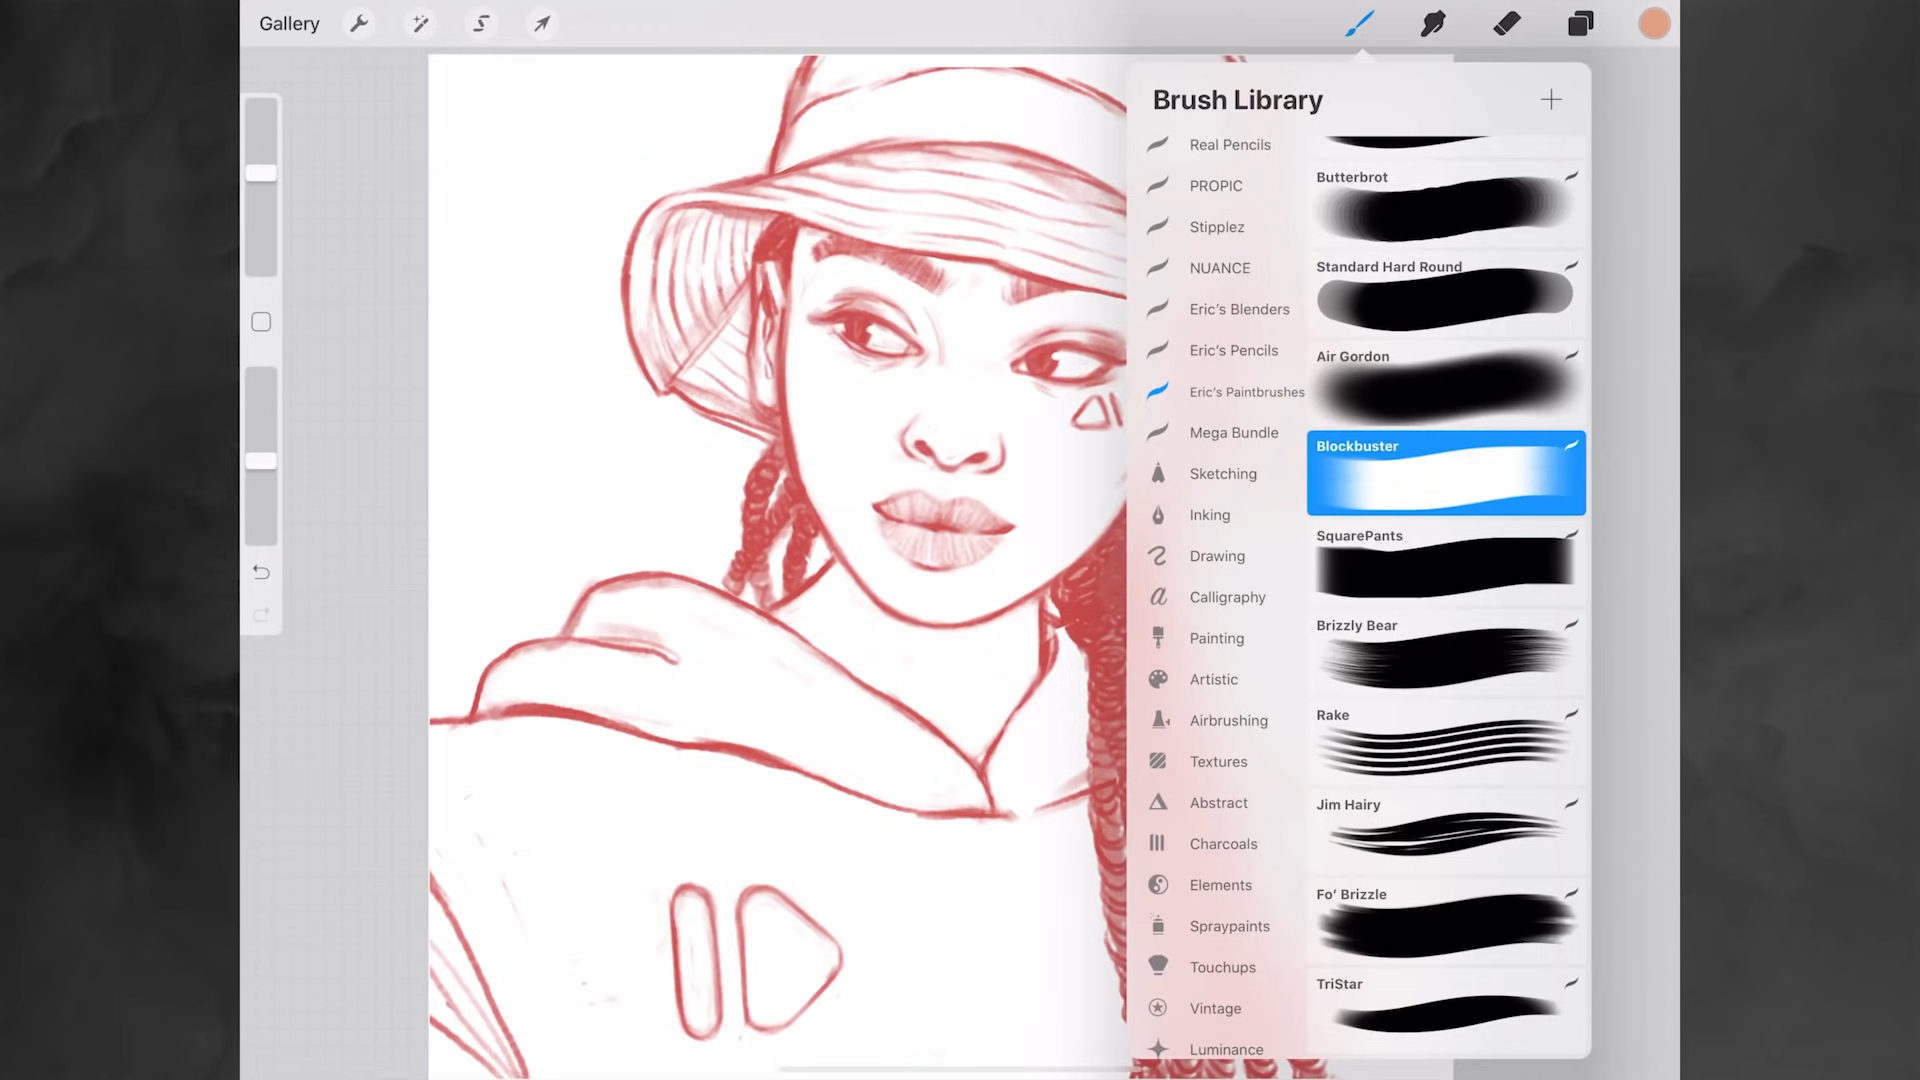 Gallery
Brush Library
Real Pencils
PROPIC
Stipplez
NUANCE
Eric's Blenders
Eric's Pencils
Eric's Paintbrushes
Mega Bundle
Sketching
Inking
Drawing
Calligraphy
Painting
Artistic
Airbrushing
Textures
Abstract
Charcoals
Elements
Spraypaints
Touchups
Vintage
Luminance
Butterbrot
Standard Hard Round
Air Gordon
Blockbuster
SquarePants
Brizzly Bear
Rake
Jim Hairy
Fo' Brizzle
TriStar